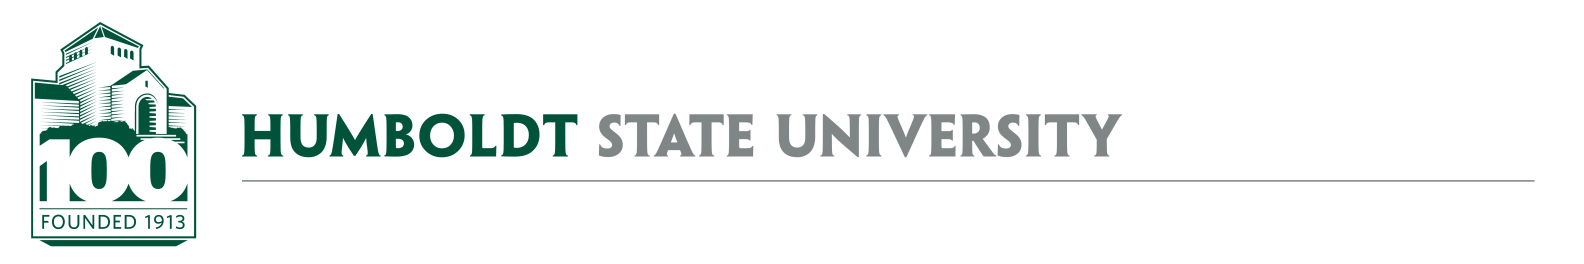 100
FOUNDED 1913
HUMBOLDT STATE UNIVERSITY